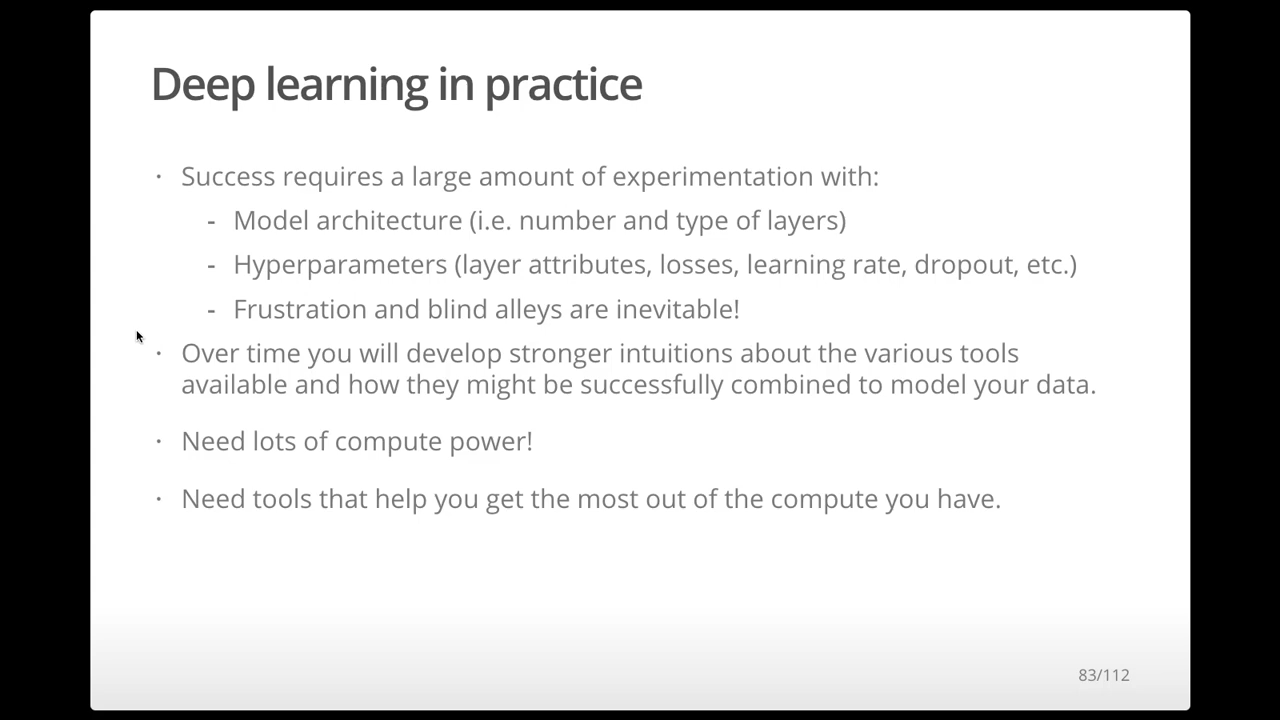 Deep learning in practice
· Success requires a large amount of experimentation with:
- Model architecture (i.e. number and type of layers)
- Hyperparameters (layer attributes, losses, learning rate, dropout, etc.)
- Frustration and blind alleys are inevitable!
· Over time you will develop stronger intuitions about the various tools
available and how they might be successfully combined to model your data.
· Need lots of compute power!
· Need tools that help you get the most out of the compute you have.
83/112